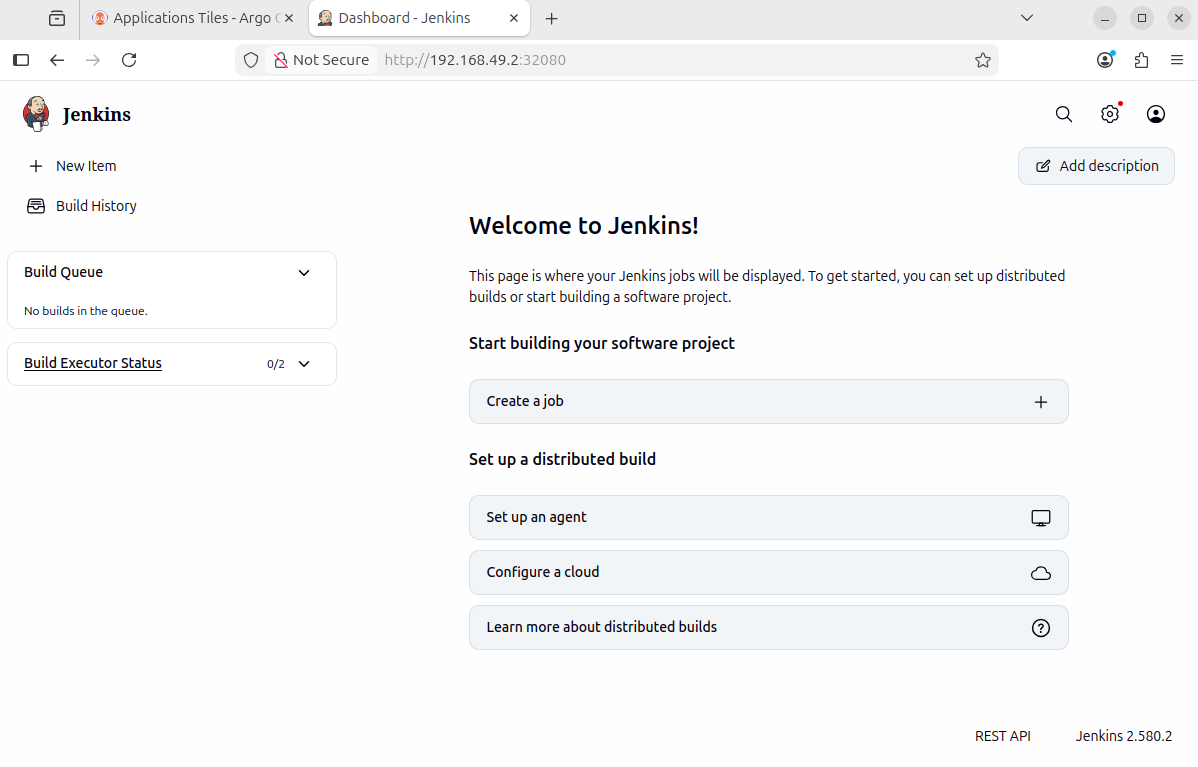 Applications Tiles - Argo C
Dashboard - Jenkins
Not Secure
http://192.168.49.2:32080
Jenkins
New Item
Add description
Build History
Welcome to Jenkins!
Build Queue
This page is where your Jenkins jobs will be displayed. To get started, you can set up distributed
builds or start building a software project.
No builds in the queue.
Start building your software project
Build Executor Status
0/2
Create a job
Set up a distributed build
Set up an agent
Configure a cloud
Learn more about distributed builds
REST API
Jenkins 2.580.2